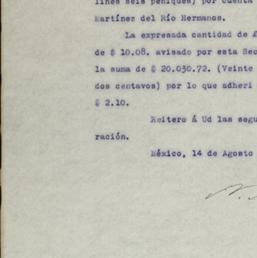 lines seis peniques) por cuenta
Martínez del Río Hermanos.
La expresada cantidad de
de $ 10.08, avisado por esta Sec
la suma de $ 20.030.72. (Veinte
dos centavos) por lo que adheri
$ 2.10.
Reitero á Ud las segu
ración.
México, 14 de Agosto